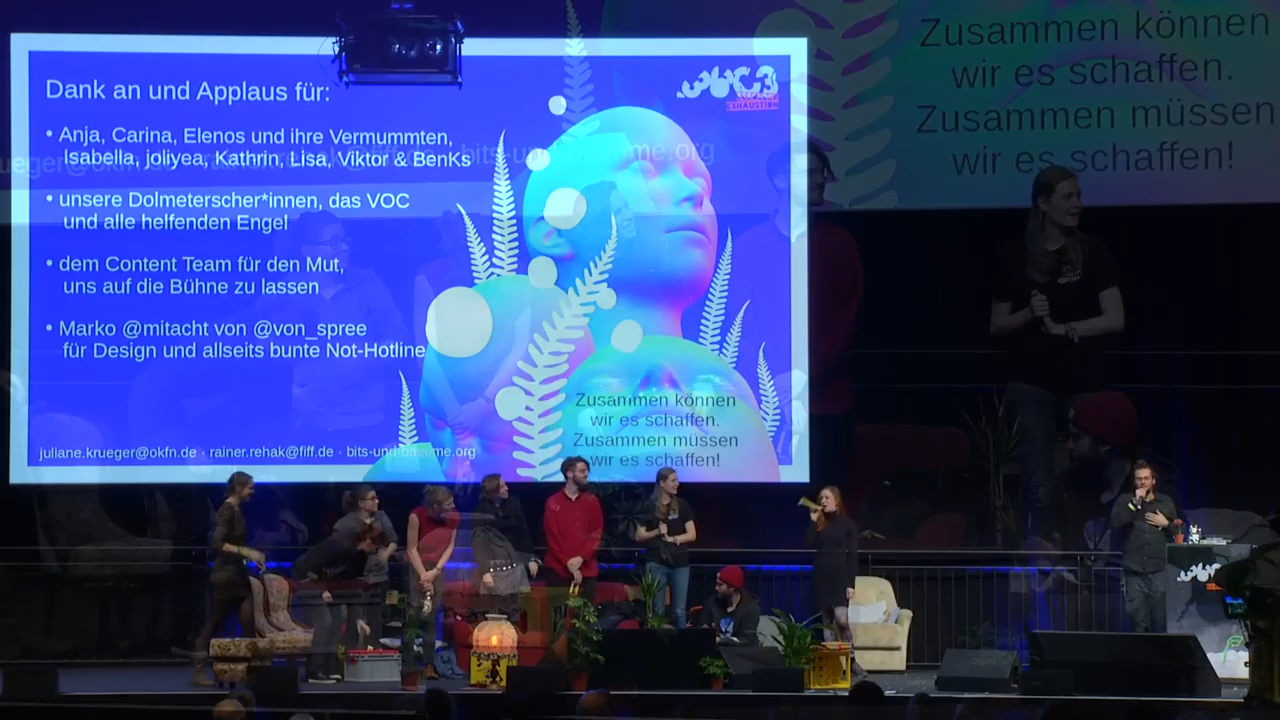 Dank an und Applaus für:
• Anja, Carina, Elenos und ihre Vermummten,
Isabella, joliyea, Kathrin, Lisa, Viktor & BenKs
• unsere Dolmetscher*innen, das VOC
und alle helfenden Engel
• dem Content Team für den Mut,
uns auf die Bühne zu lassen
• Marko @mitacht von @von_spree
für Design und allseits bunte Not-Hotline
Zusammen können
wir es schaffen.
Zusammen müssen
wir es schaffen!
juliane.krueger@okfn.de · rainer.rehak@fiff.de · bits-und-baeume.org
EXHAUSTION
Zusammen können
wir es schaffen.
Zusammen müssen
wir es schaffen!